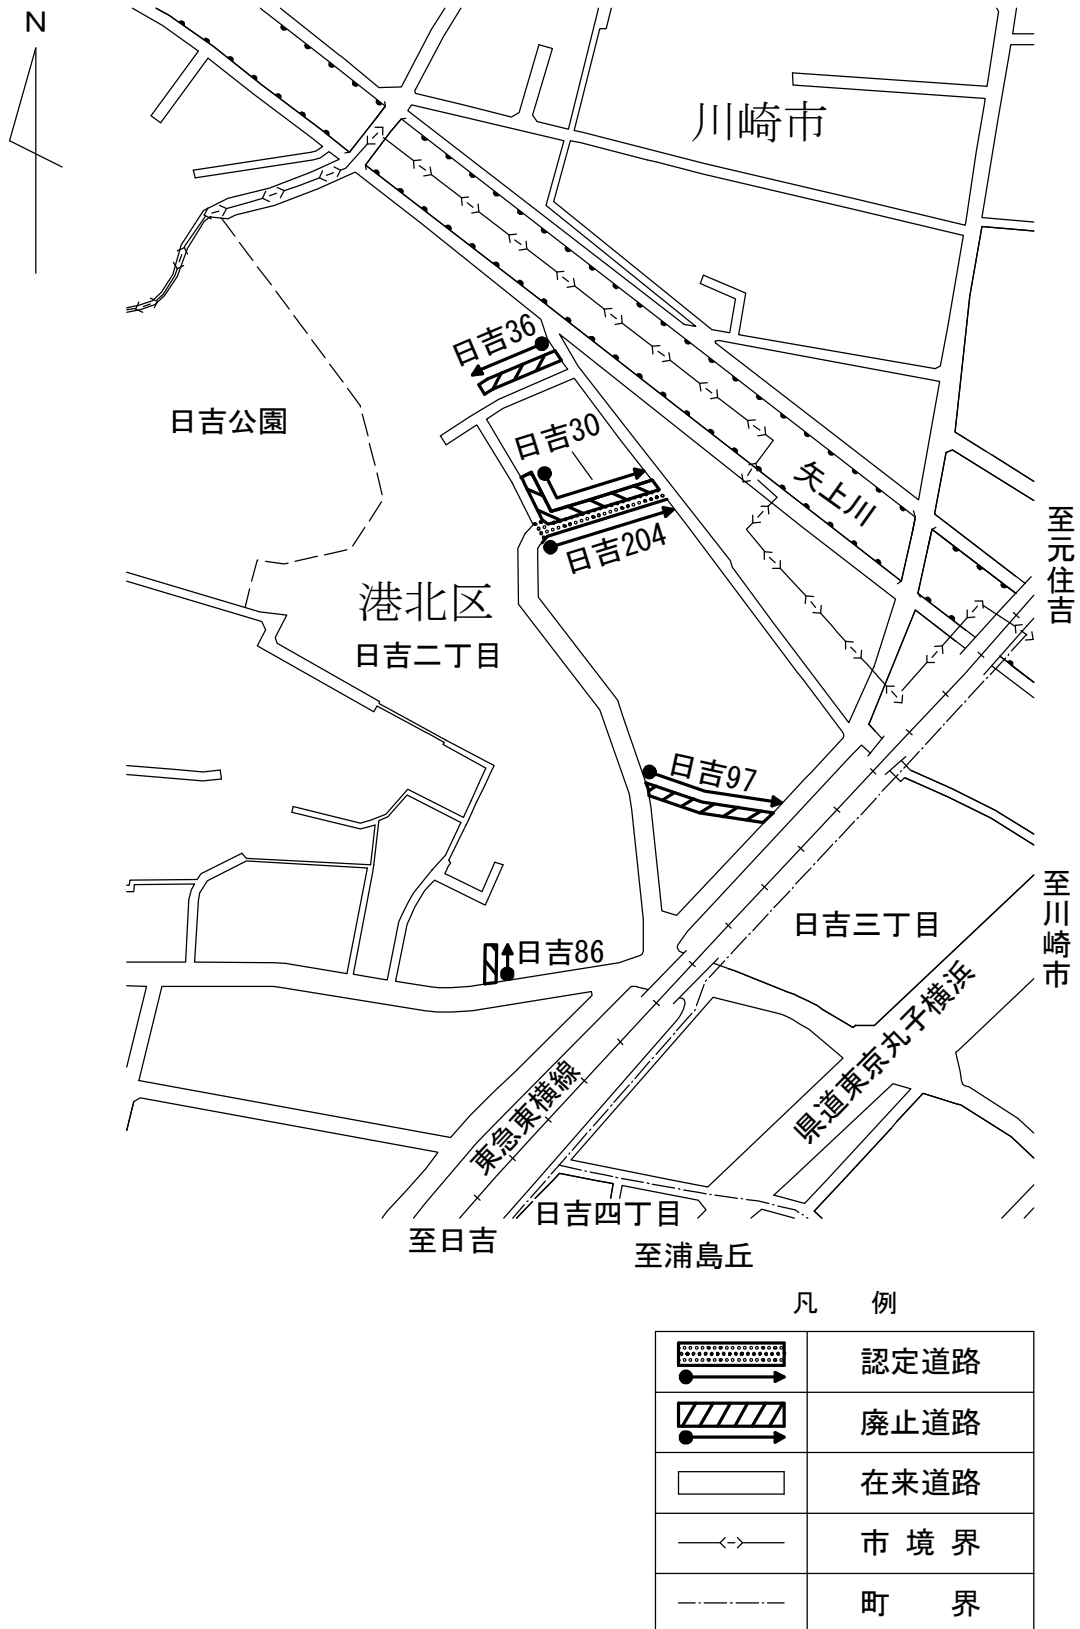 N
川崎市
日吉36
日吉公園
日吉30
矢上川
日吉204
至元住吉
港北区
日吉二丁目
日吉97
至川崎市
日吉三丁目
日吉86
県道東京丸子横浜
東急東横線
日吉四丁目
至日吉
至浦島丘
凡 例
認定道路
廃止道路
在来道路
市境界
町 界